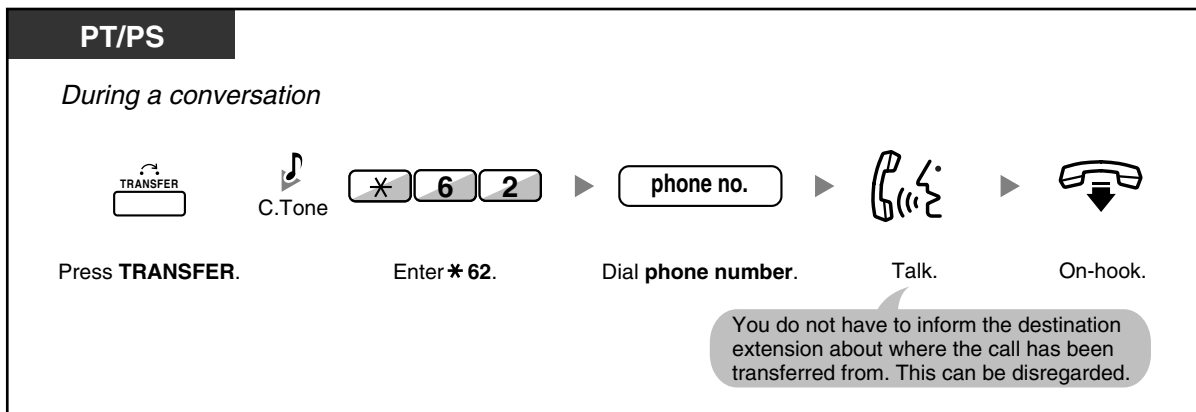 PT/PS
During a conversation
TRANSFER
C.Tone
* 6 2
phone no.
Press TRANSFER.
Enter * 62.
Dial phone number.
Talk.
On-hook.
You do not have to inform the destination
extension about where the call has been
transferred from. This can be disregarded.